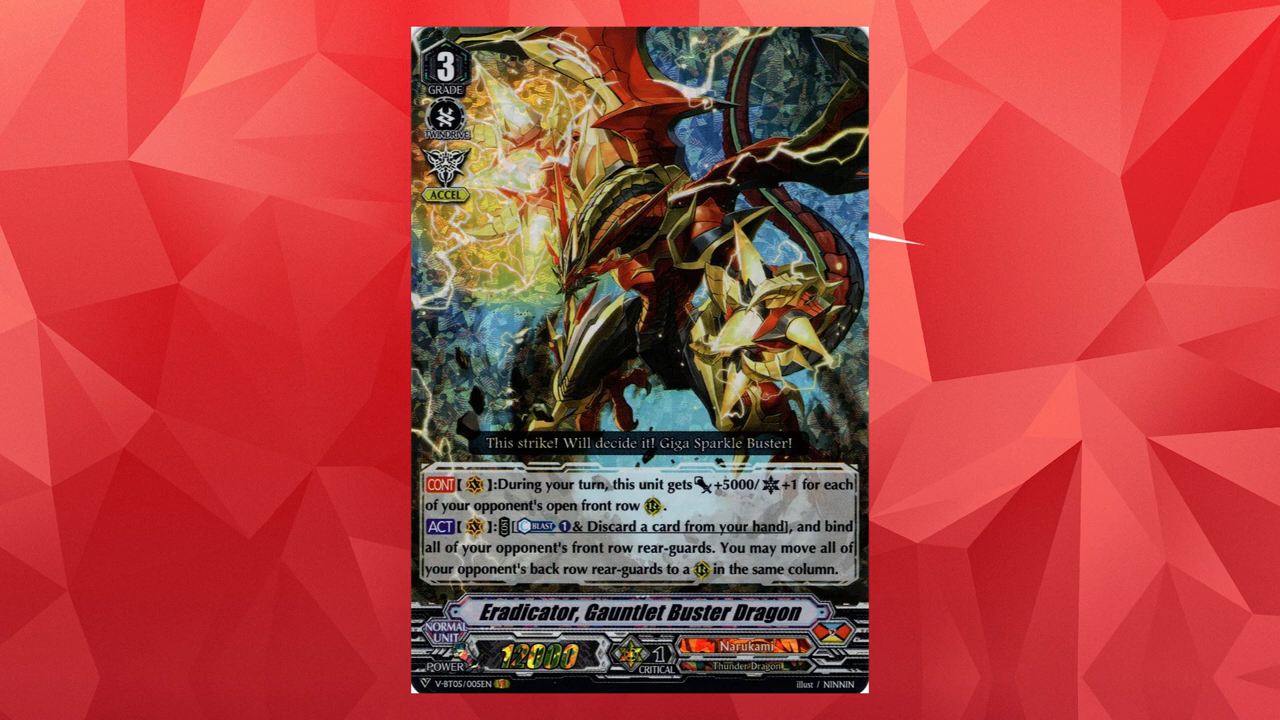 3
GRADE
TWINDRIVE
ACCEL
This strike! Will decide it! Giga Sparkle Buster!
CONT[ ]:During your turn, this unit gets +5000/ +1 for each
of your opponent's open front row Ⓡ.
ACT[ ]: [ BLAST 1 & Discard a card from your hand], and bind
all of your opponent's front row rear-guards. You may move all of
your opponent's back row rear-guards to a Ⓡ in the same column.
Eradicator, Gauntlet Buster Dragon
NORMAL
UNIT
POWER 12000 1
CRITICAL
Narukami
Thunder Dragon
V-BT05/005EN illust / NINNIN